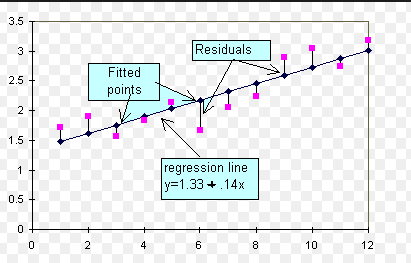 3.5
3
2.5
2
1.5
1
0.5
0
0 2 4 6 8 10 12
Residuals
Fitted
points
regression line
y=1.33 + .14x